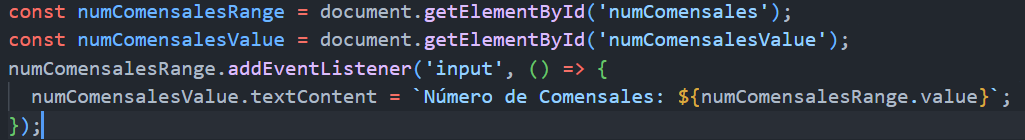 const numComensalesRange = document.getElementById('numComensales');
const numComensalesValue = document.getElementById('numComensalesValue');
numComensalesRange.addEventListener('input', () => {
  numComensalesValue.textContent = `Número de Comensales: ${numComensalesRange.value}`;
});